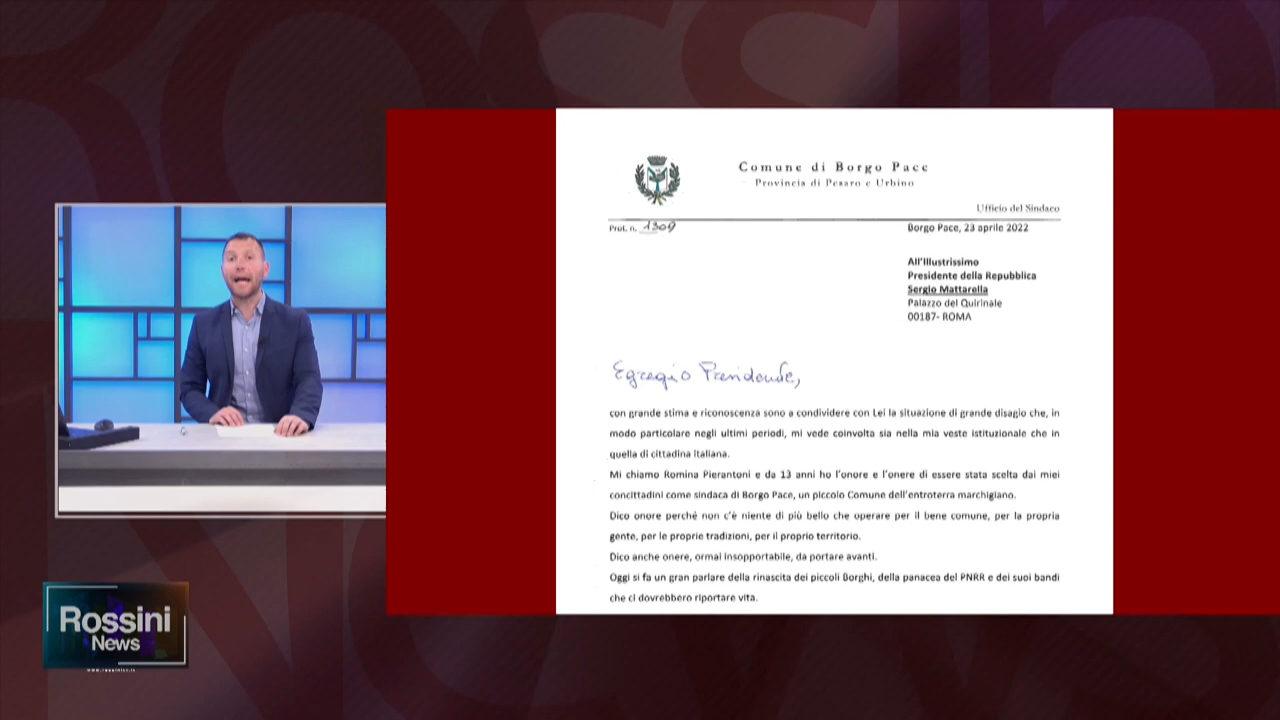 Comune di Borgo Pace
Provincia di Pesaro e Urbino
Ufficio del Sindaco
Prot. n. 1309
Borgo Pace, 23 aprile 2022
All'Illustrissimo
Presidente della Repubblica
Sergio Mattarella
Palazzo del Quirinale
00187- ROMA
Egregio Presidente,
con grande stima e riconoscenza sono a condividere con Lei la situazione di grande disagio che, in
modo particolare negli ultimi periodi, mi vede coinvolta sia nella mia veste istituzionale che in
quella di cittadina italiana.
Mi chiamo Romina Pierantoni e da 13 anni ho l'onore e l'onere di essere stata scelta dai miei
concittadini come sindaca di Borgo Pace, un piccolo Comune dell'entroterra marchigiano.
Dico onore perchè non c'è niente di più bello che operare per il bene comune, per la propria
gente, per le proprie tradizioni, per il proprio territorio.
Dico anche onere, ormai insopportabile, da portare avanti.
Oggi si fa un gran parlare della rinascita dei piccoli Borghi, della panacea del PNRR e dei suoi bandi
che ci dovrebbero riportare vita.
Rossini
News
www.rossinitv.it